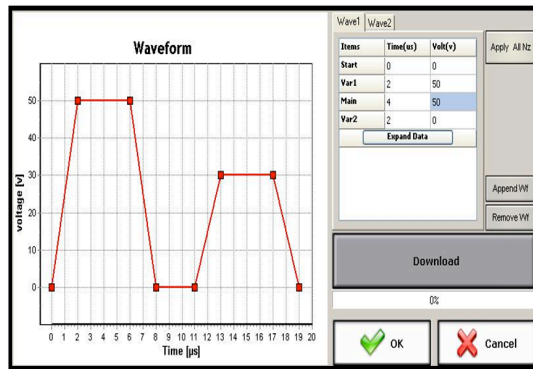 Waveform
voltage [v]
50
40
30
20
10
0
0 1 2 3 4 5 6 7 8 9 10 11 12 13 14 15 16 17 18 19 20
Time [µs]
Wave1 Wave2
Items Time(us) Volt(v)
Start 0 0
Var1 2 50
Main 4 50
Var2 2 0
Expand Data
Apply All Nz
Append Wf
Remove Wf
Download
0%
OK
Cancel